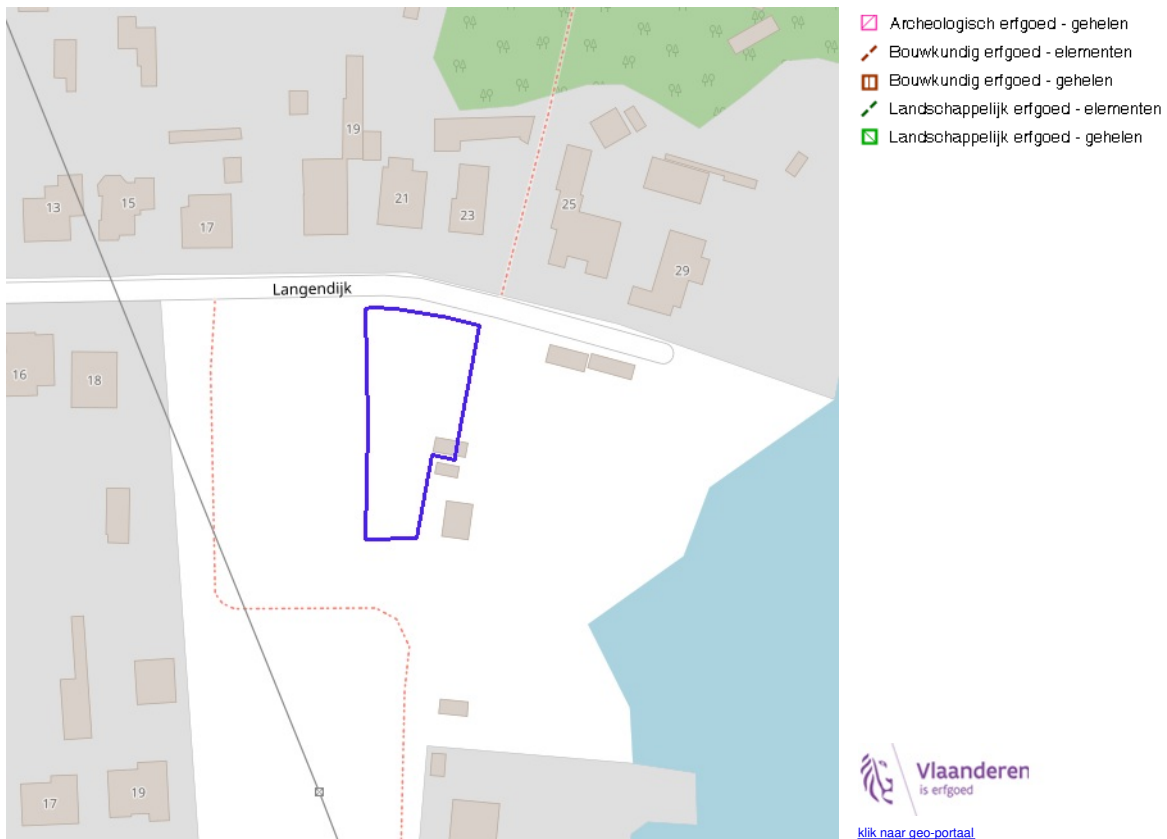 Archeologisch erfgoed - gehelen
Bouwkundig erfgoed - elementen
Bouwkundig erfgoed - gehelen
Landschappelijk erfgoed - elementen
Landschappelijk erfgoed - gehelen
19
13
15
17
21
23
25
29
Langendijk
16
18
17
19
Vlaanderen
is erfgoed
klik naar geo-portaal